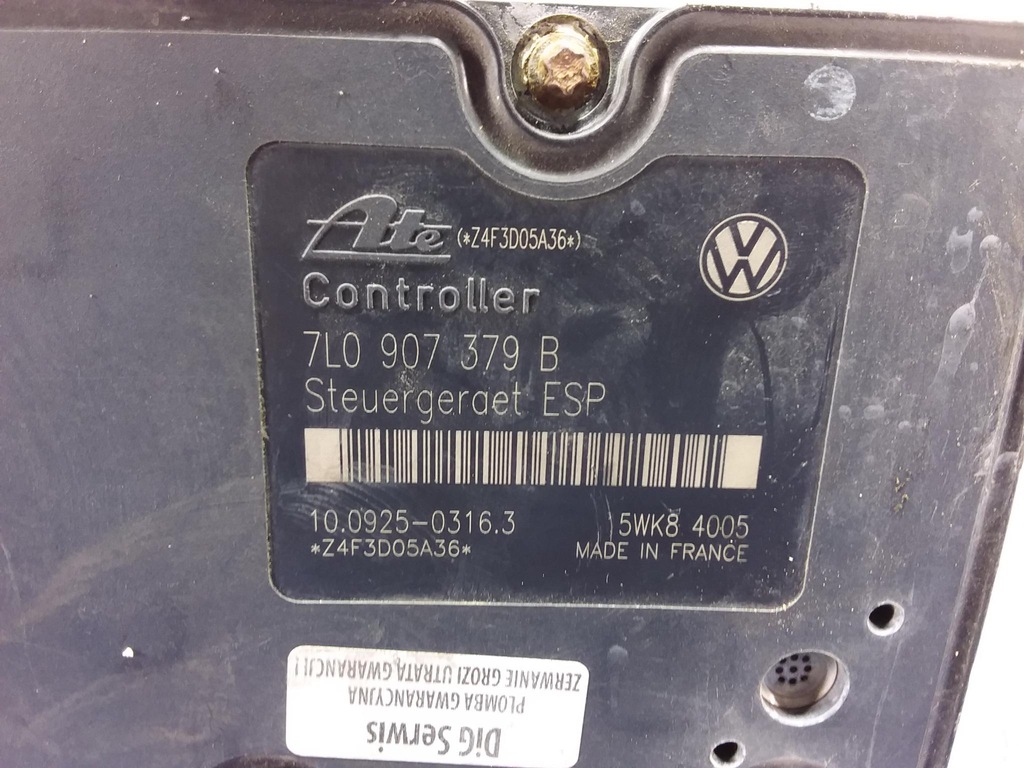 Ate (*Z4F3D05A36*)
Controller
7L0 907 379 B
Steuergeraet ESP
10.0925-0316.3 5WK8 4005
*Z4F3D05A36* MADE IN FRANCE
DiG Serwis
PLOMBA GWARANCYJNA
ZERWANIE GROZI UTRATĄ GWARANCJI !